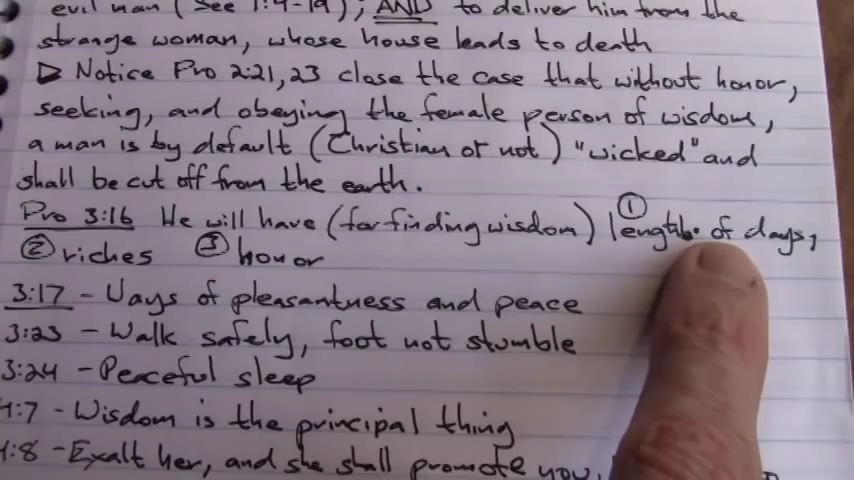 evil man (See 1:4-19); AND to deliver him from the
strange woman, whose house leads to death
▷ Notice Pro 2:21,23 close the case that without honor,
seeking, and obeying the female person of wisdom,
a man is by default (Christian or not) "wicked" and
shall be cut off from the earth.
Pro 3:16 He will have (for finding wisdom) ① length of days,
② riches ③ honor
3:17 - Ways of pleasantness and peace
3:23 - Walk safely, foot not stumble
3:24 - Peaceful sleep
4:7 - Wisdom is the principal thing
4:8 - Exalt her, and she shall promote you,